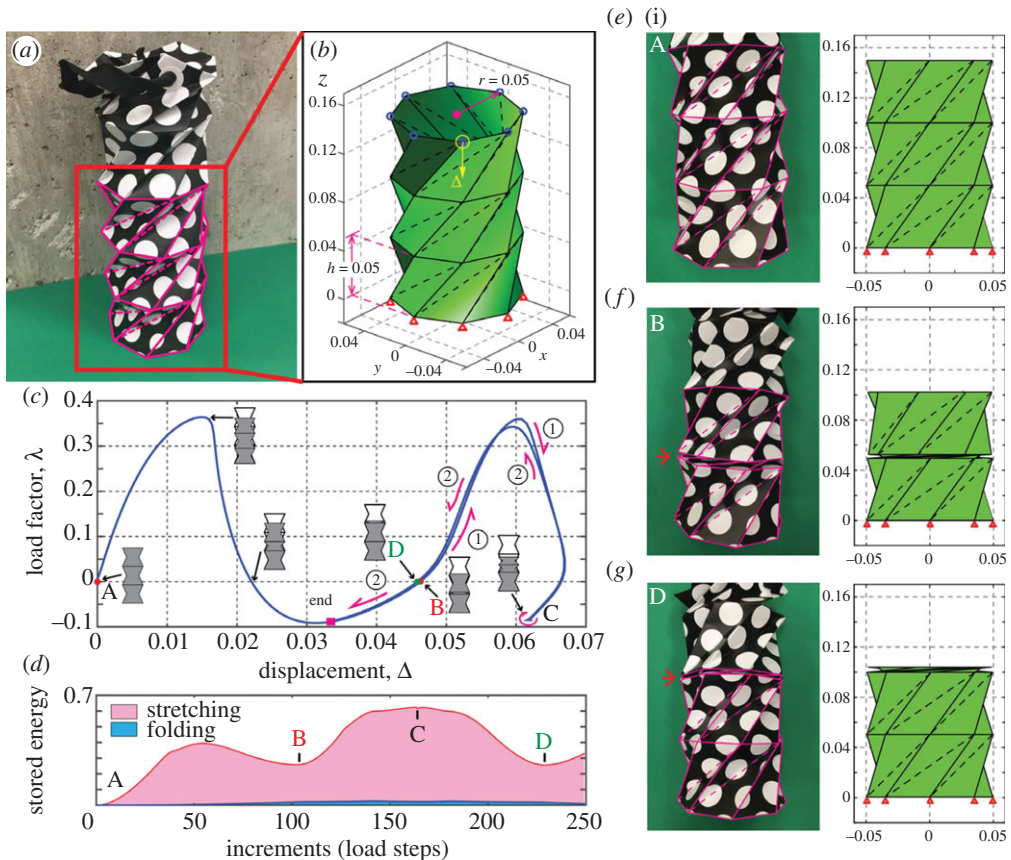 (a)
(b)
z
0.16
0.12
0.08
0.04
0
h = 0.05
r = 0.05
Δ
0.04
0
y
−0.04
−0.04
0
x
0.04
(c)
load factor, λ
0.4
0.3
0.4
0.1
0
−0.1
A
end
D
B
C
1
2
2
1
2
0
0.01
0.02
0.03
0.04
0.05
0.06
0.07
displacement, Δ
(d)
stored energy
0.7
stretching
folding
A
B
C
D
0
50
100
150
200
250
increments (load steps)
(e) (i)
A
0.16
0.12
0.08
0.04
0
−0.05 0 0.05
(f)
B
0.16
0.12
0.08
0.04
0
−0.05 0 0.05
(g)
D
0.16
0.12
0.08
0.04
0
−0.05 0 0.05